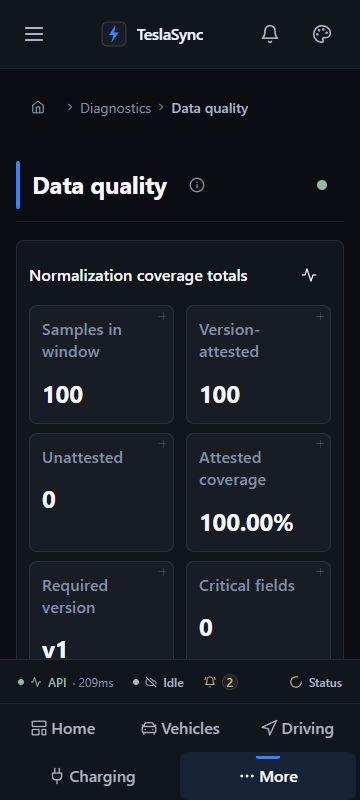 TeslaSync
Diagnostics Data quality
Data quality
Normalization coverage totals
Samples in
window
100
Version-
attested
100
Unattested
0
Attested
coverage
100.00%
Required
version
v1
Critical fields
0
API · 209ms Idle 2 Status
Home Vehicles Driving
Charging More